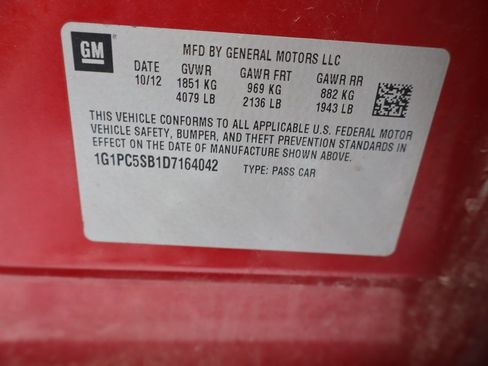 GM
MFD BY GENERAL MOTORS LLC
DATE GVWR GAWR FRT GAWR RR
10/12 1851 KG 969 KG 882 KG
4079 LB 2136 LB 1943 LB
THIS VEHICLE CONFORMS TO ALL APPLICABLE U.S. FEDERAL MOTOR
VEHICLE SAFETY, BUMPER, AND THEFT PREVENTION STANDARDS IN
EFFECT ON THE DATE OF MANUFACTURE SHOWN ABOVE.
1G1PC5SB1D7164042 TYPE: PASS CAR